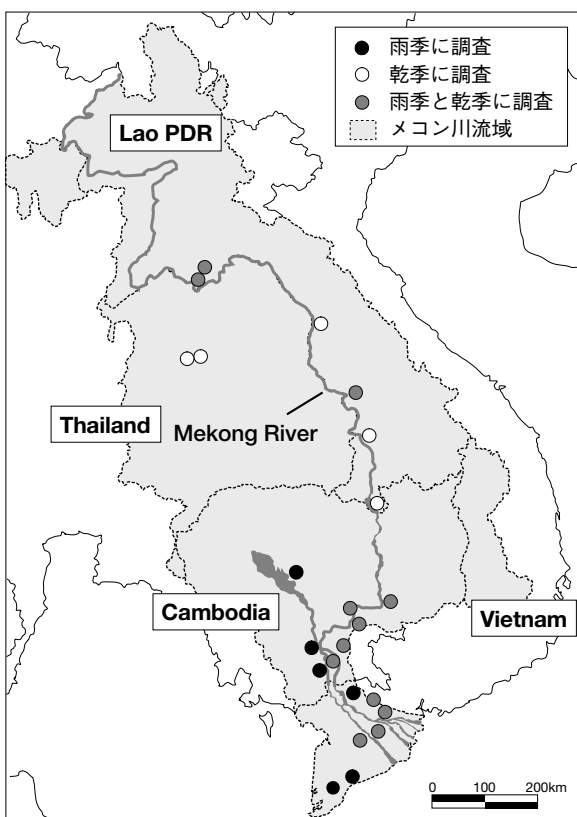 雨季に調査
乾季に調査
雨季と乾季に調査
メコン川流域
Lao PDR
Thailand
Mekong River
Cambodia
Vietnam
0 100 200km